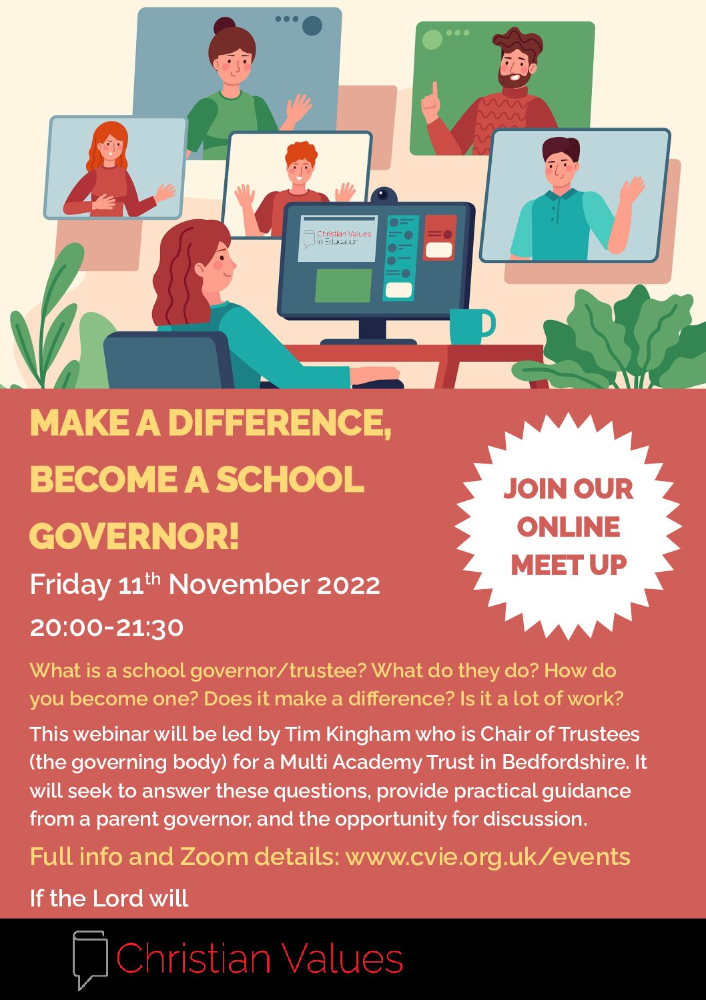 Christian Values
in Education
MAKE A DIFFERENCE,
BECOME A SCHOOL
GOVERNOR!
JOIN OUR
ONLINE
MEET UP
Friday 11th November 2022
20:00-21:30
What is a school governor/trustee? What do they do? How do
you become one? Does it make a difference? Is it a lot of work?
This webinar will be led by Tim Kingham who is Chair of Trustees
(the governing body) for a Multi Academy Trust in Bedfordshire. It
will seek to answer these questions, provide practical guidance
from a parent governor, and the opportunity for discussion.
Full info and Zoom details: www.cvie.org.uk/events
If the Lord will
Christian Values